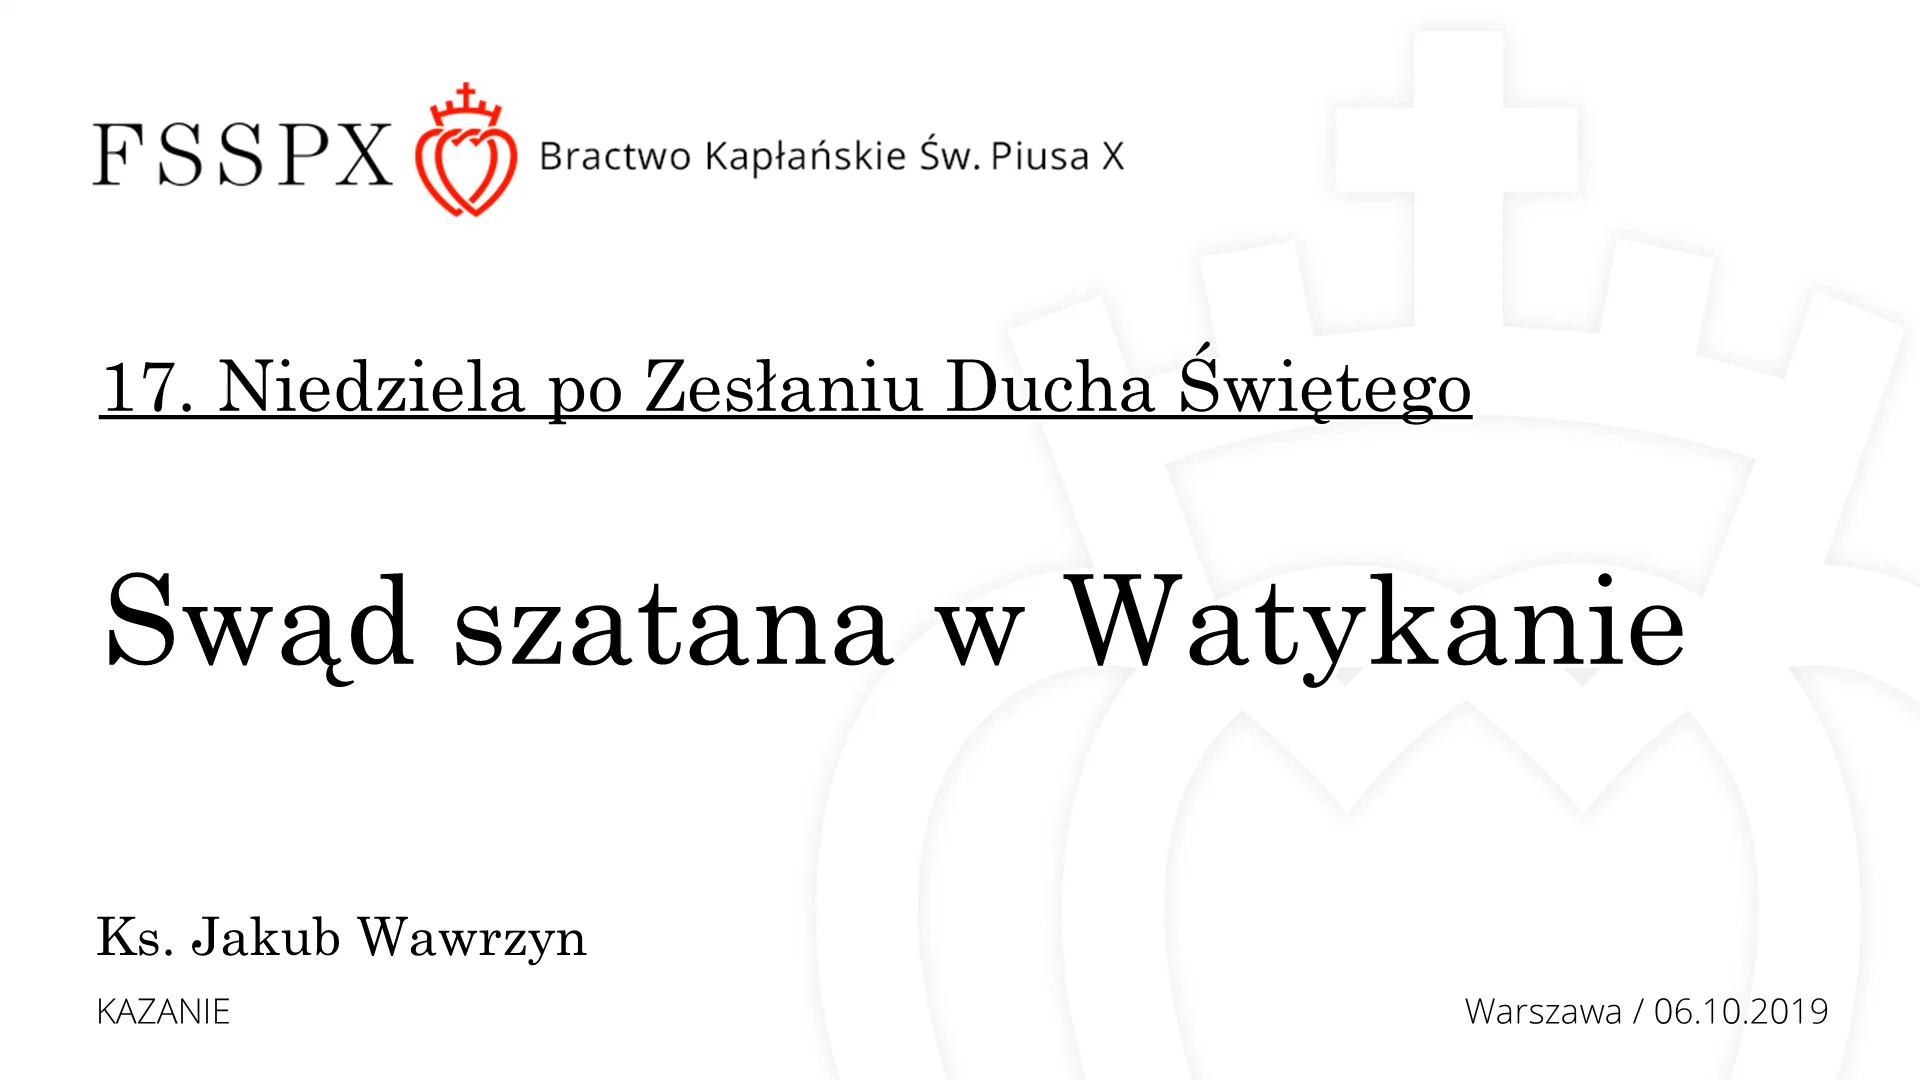 FSSPX Bractwo Kapłańskie Św. Piusa X
17. Niedziela po Zesłaniu Ducha Świętego
Swąd szatana w Watykanie
Ks. Jakub Wawrzyn
KAZANIE
Warszawa / 06.10.2019